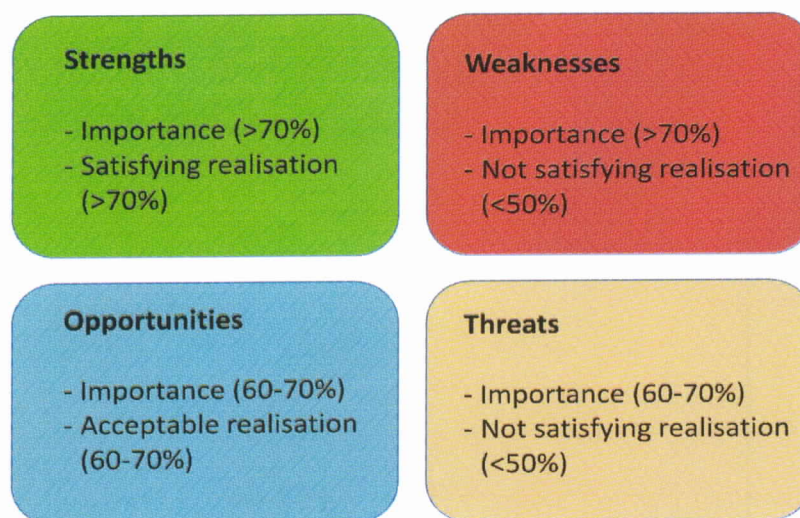 Strengths
- Importance (>70%)
- Satisfying realisation
(>70%)
Weaknesses
- Importance (>70%)
- Not satisfying realisation
(<50%)
Opportunities
- Importance (60-70%)
- Acceptable realisation
(60-70%)
Threats
- Importance (60-70%)
- Not satisfying realisation
(<50%)